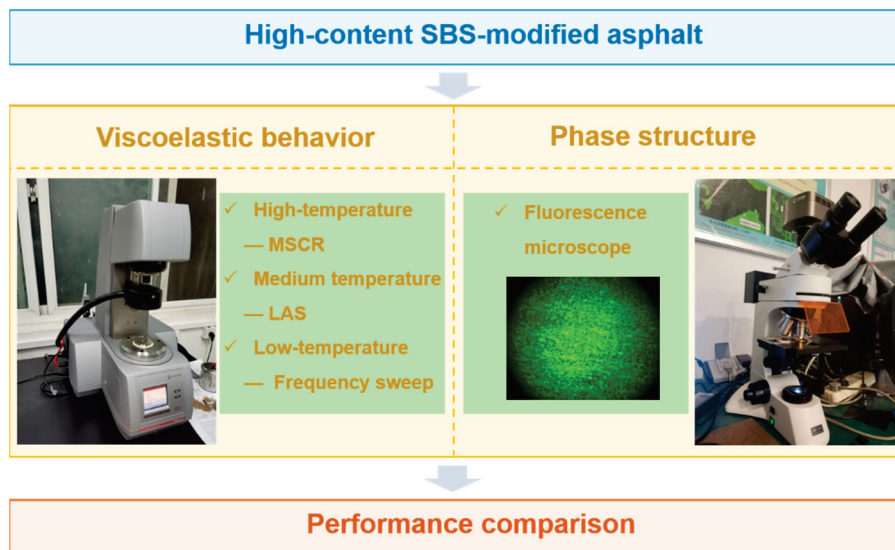 High-content SBS-modified asphalt
Viscoelastic behavior
Phase structure
✓ High-temperature
— MSCR
✓ Medium temperature
— LAS
✓ Low-temperature
— Frequency sweep
✓ Fluorescence
microscope
Performance comparison